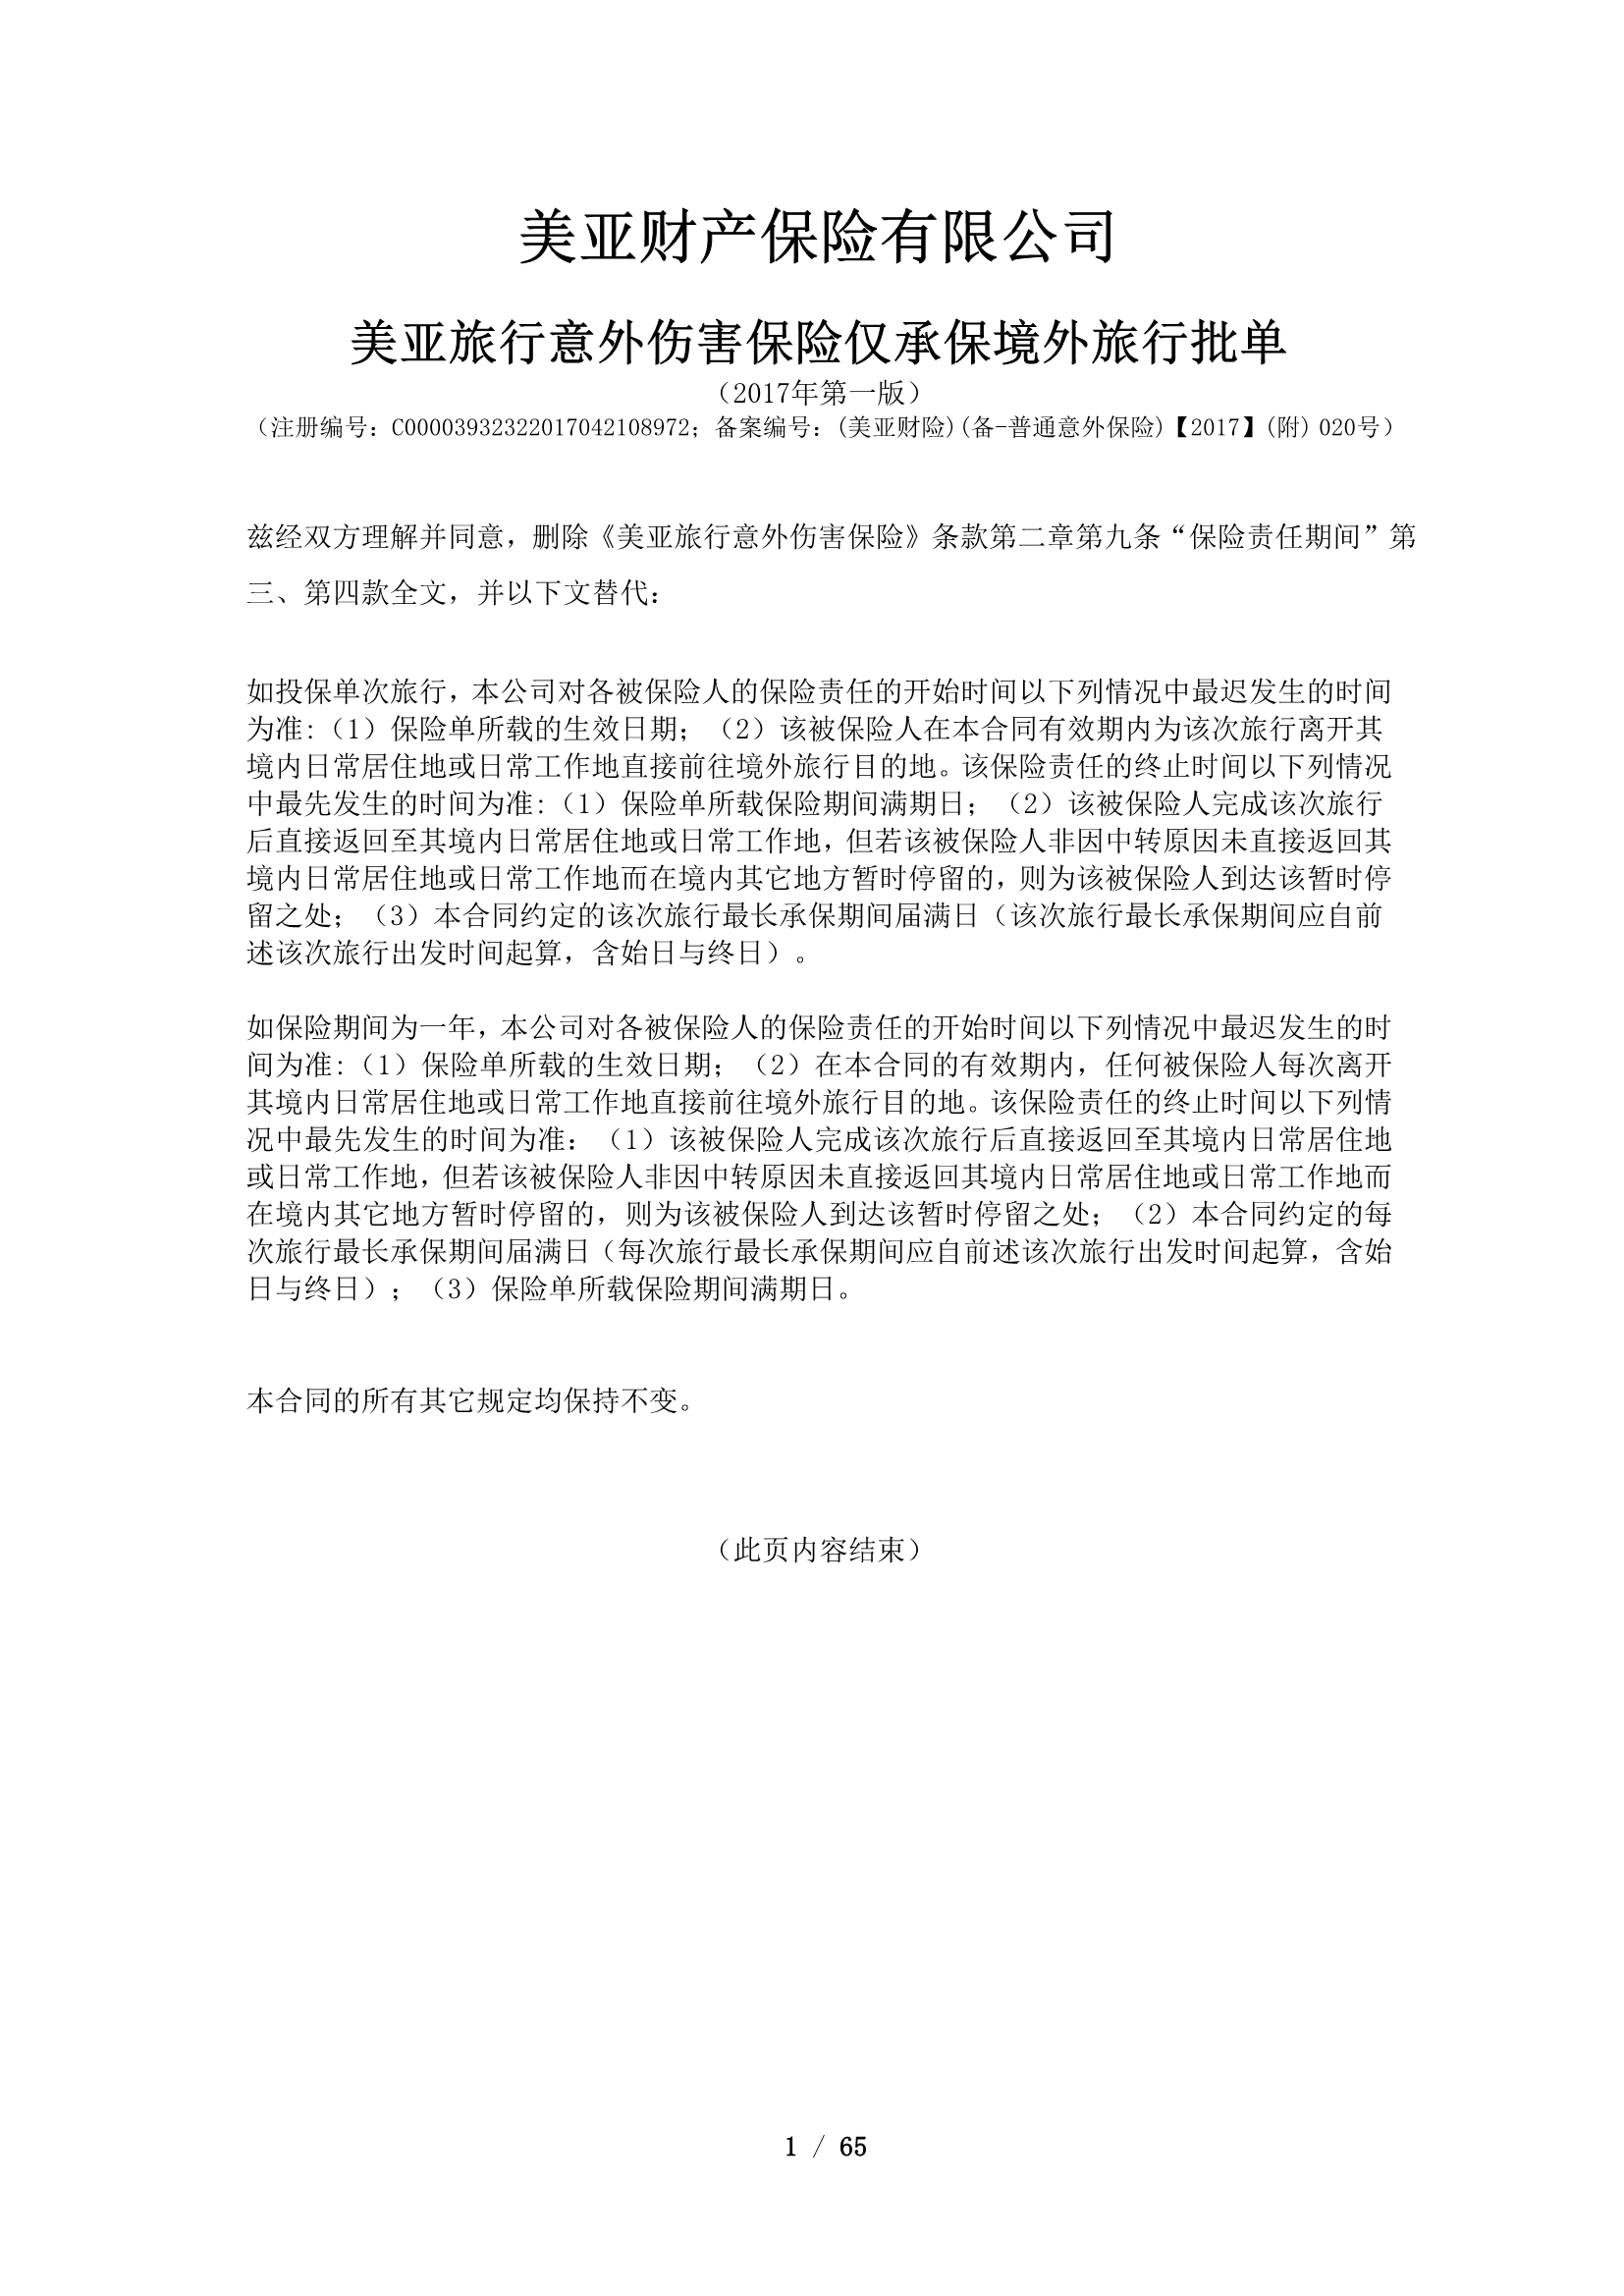 美亚财产保险有限公司
美亚旅行意外伤害保险仅承保境外旅行批单
（2017年第一版）
（注册编号：C00003932322017042108972；备案编号：(美亚财险)(备-普通意外保险)【2017】(附) 020号）
兹经双方理解并同意，删除《美亚旅行意外伤害保险》条款第二章第九条“保险责任期间”第
三、第四款全文，并以下文替代：
如投保单次旅行，本公司对各被保险人的保险责任的开始时间以下列情况中最迟发生的时间
为准:（1）保险单所载的生效日期；（2）该被保险人在本合同有效期内为该次旅行离开其
境内日常居住地或日常工作地直接前往境外旅行目的地。该保险责任的终止时间以下列情况
中最先发生的时间为准:（1）保险单所载保险期间满期日；（2）该被保险人完成该次旅行
后直接返回至其境内日常居住地或日常工作地，但若该被保险人非因中转原因未直接返回其
境内日常居住地或日常工作地而在境内其它地方暂时停留的，则为该被保险人到达该暂时停
留之处；（3）本合同约定的该次旅行最长承保期间届满日（该次旅行最长承保期间应自前
述该次旅行出发时间起算，含始日与终日）。
如保险期间为一年，本公司对各被保险人的保险责任的开始时间以下列情况中最迟发生的时
间为准:（1）保险单所载的生效日期；（2）在本合同的有效期内，任何被保险人每次离开
其境内日常居住地或日常工作地直接前往境外旅行目的地。该保险责任的终止时间以下列情
况中最先发生的时间为准：（1）该被保险人完成该次旅行后直接返回至其境内日常居住地
或日常工作地，但若该被保险人非因中转原因未直接返回其境内日常居住地或日常工作地而
在境内其它地方暂时停留的，则为该被保险人到达该暂时停留之处；（2）本合同约定的每
次旅行最长承保期间届满日（每次旅行最长承保期间应自前述该次旅行出发时间起算，含始
日与终日）；（3）保险单所载保险期间满期日。
本合同的所有其它规定均保持不变。
（此页内容结束）
1 / 65